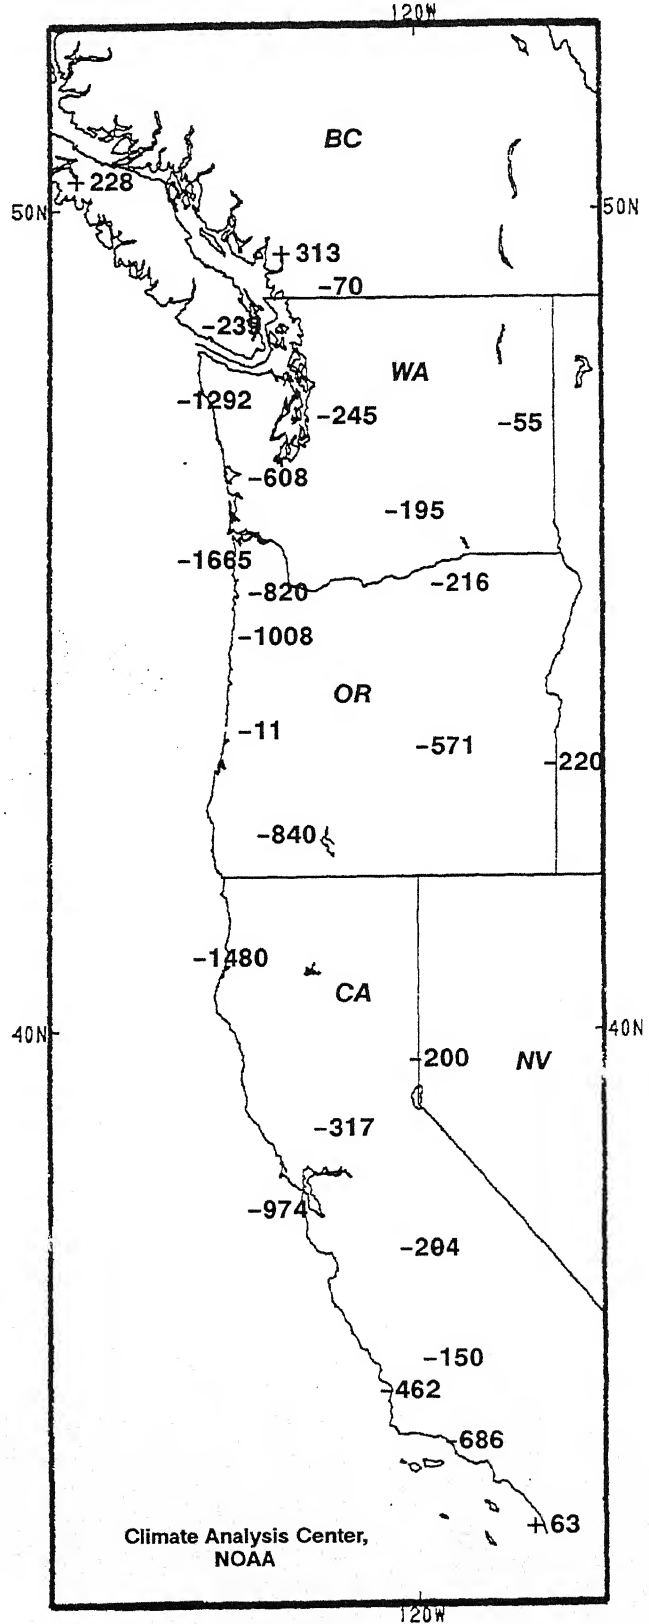 120W
BC
+228
50N
50N
+313
-70
-239
WA
-1292
-245
-55
-608
-195
-1665
-216
-820
-1008
OR
-11
-571
-220
-840
-1480
CA
40N
40N
-200
NV
-317
-974
-204
-150
-462
-686
+63
Climate Analysis Center,
NOAA
120W